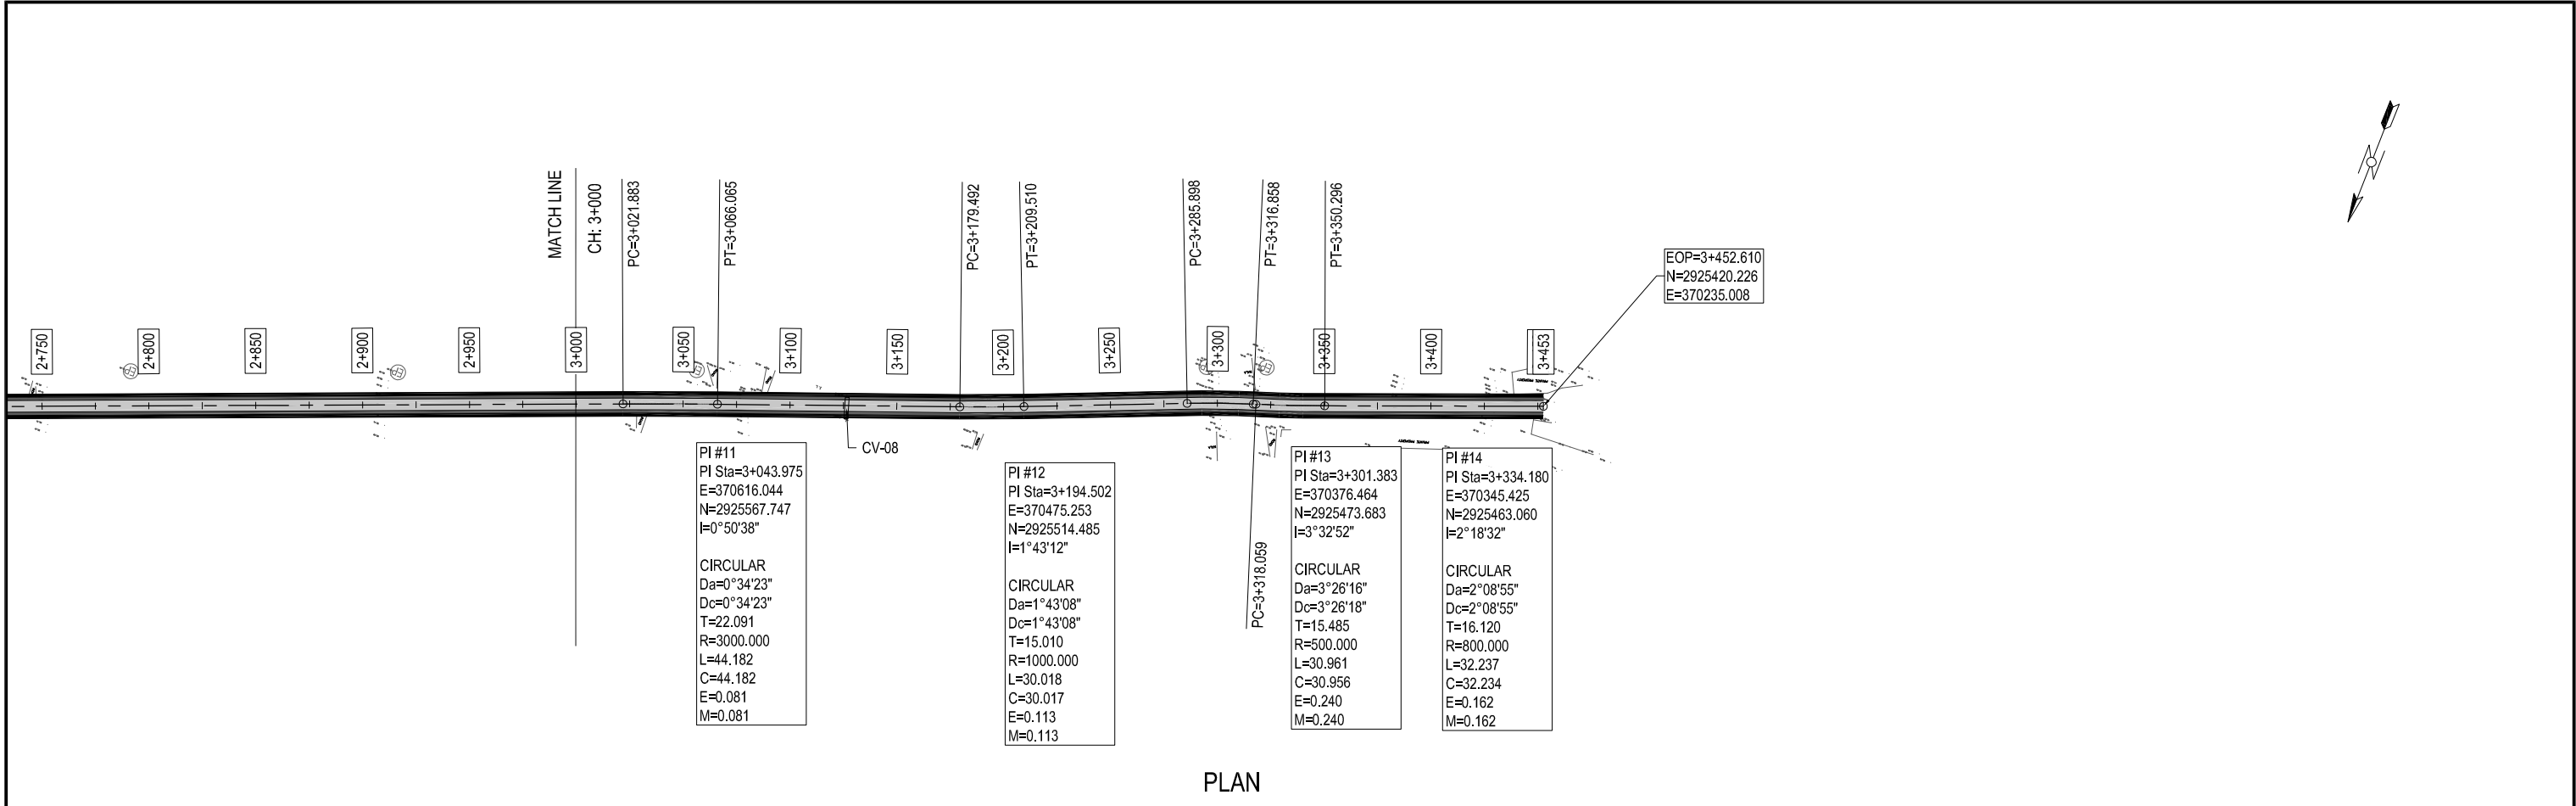 MATCH LINE
CH: 3+000
PC=3+021.883
PT=3+066.065
PC=3+179.492
PT=3+209.510
PC=3+285.898
PT=3+316.858
PT=3+350.296
EOP=3+452.610
N=2925420.226
E=370235.008
2+750
2+800
2+850
2+900
2+950
3+000
3+050
3+100
3+150
3+200
3+250
3+300
3+350
3+400
3+453
PRIVATE PROPERTY
PRIVATE PROPERTY
CV-08
PC=3+318.059
PI #11
PI Sta=3+043.975
E=370616.044
N=2925567.747
I=0°50'38"
CIRCULAR
Da=0°34'23"
Dc=0°34'23"
T=22.091
R=3000.000
L=44.182
C=44.182
E=0.081
M=0.081
PI #12
PI Sta=3+194.502
E=370475.253
N=2925514.485
I=1°43'12"
CIRCULAR
Da=1°43'08"
Dc=1°43'08"
T=15.010
R=1000.000
L=30.018
C=30.017
E=0.113
M=0.113
PI #13
PI Sta=3+301.383
E=370376.464
N=2925473.683
I=3°32'52"
CIRCULAR
Da=3°26'16"
Dc=3°26'18"
T=15.485
R=500.000
L=30.961
C=30.956
E=0.240
M=0.240
PI #14
PI Sta=3+334.180
E=370345.425
N=2925463.060
I=2°18'32"
CIRCULAR
Da=2°08'55"
Dc=2°08'55"
T=16.120
R=800.000
L=32.237
C=32.234
E=0.162
M=0.162
PLAN